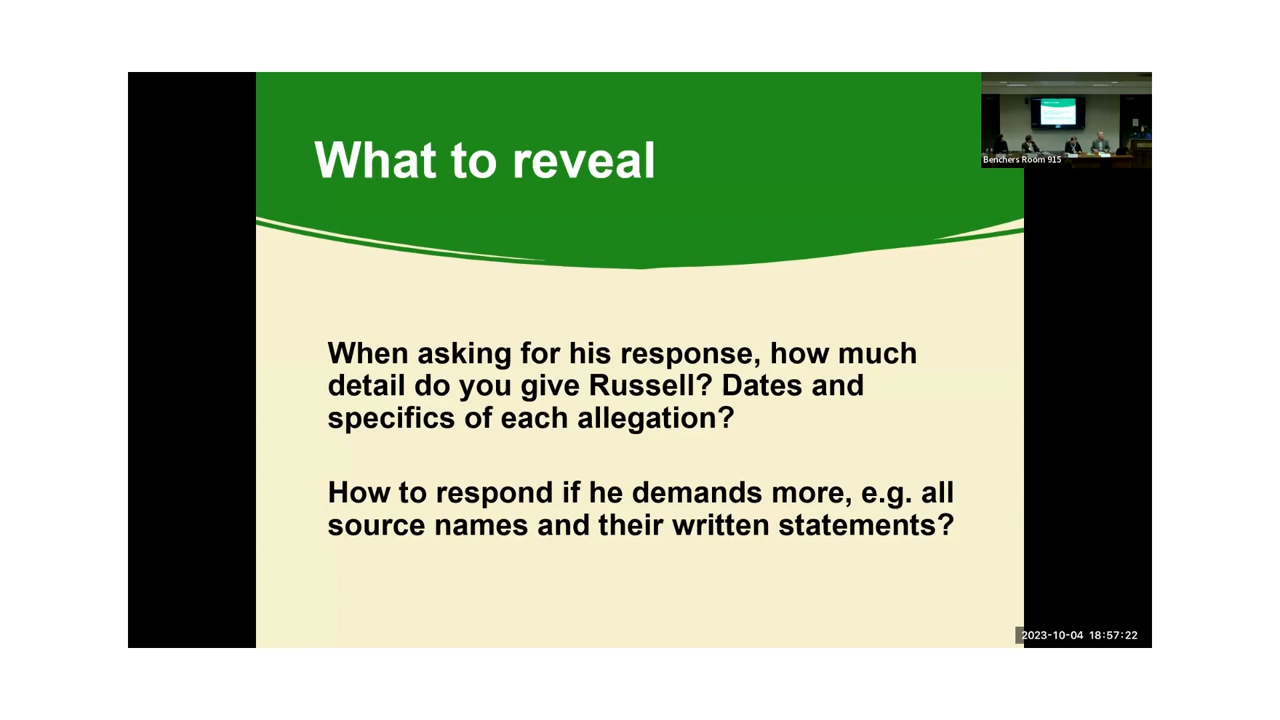 What to reveal
Benchers Room 915
When asking for his response, how much
detail do you give Russell? Dates and
specifics of each allegation?
How to respond if he demands more, e.g. all
source names and their written statements?
2023-10-04 18:57:22